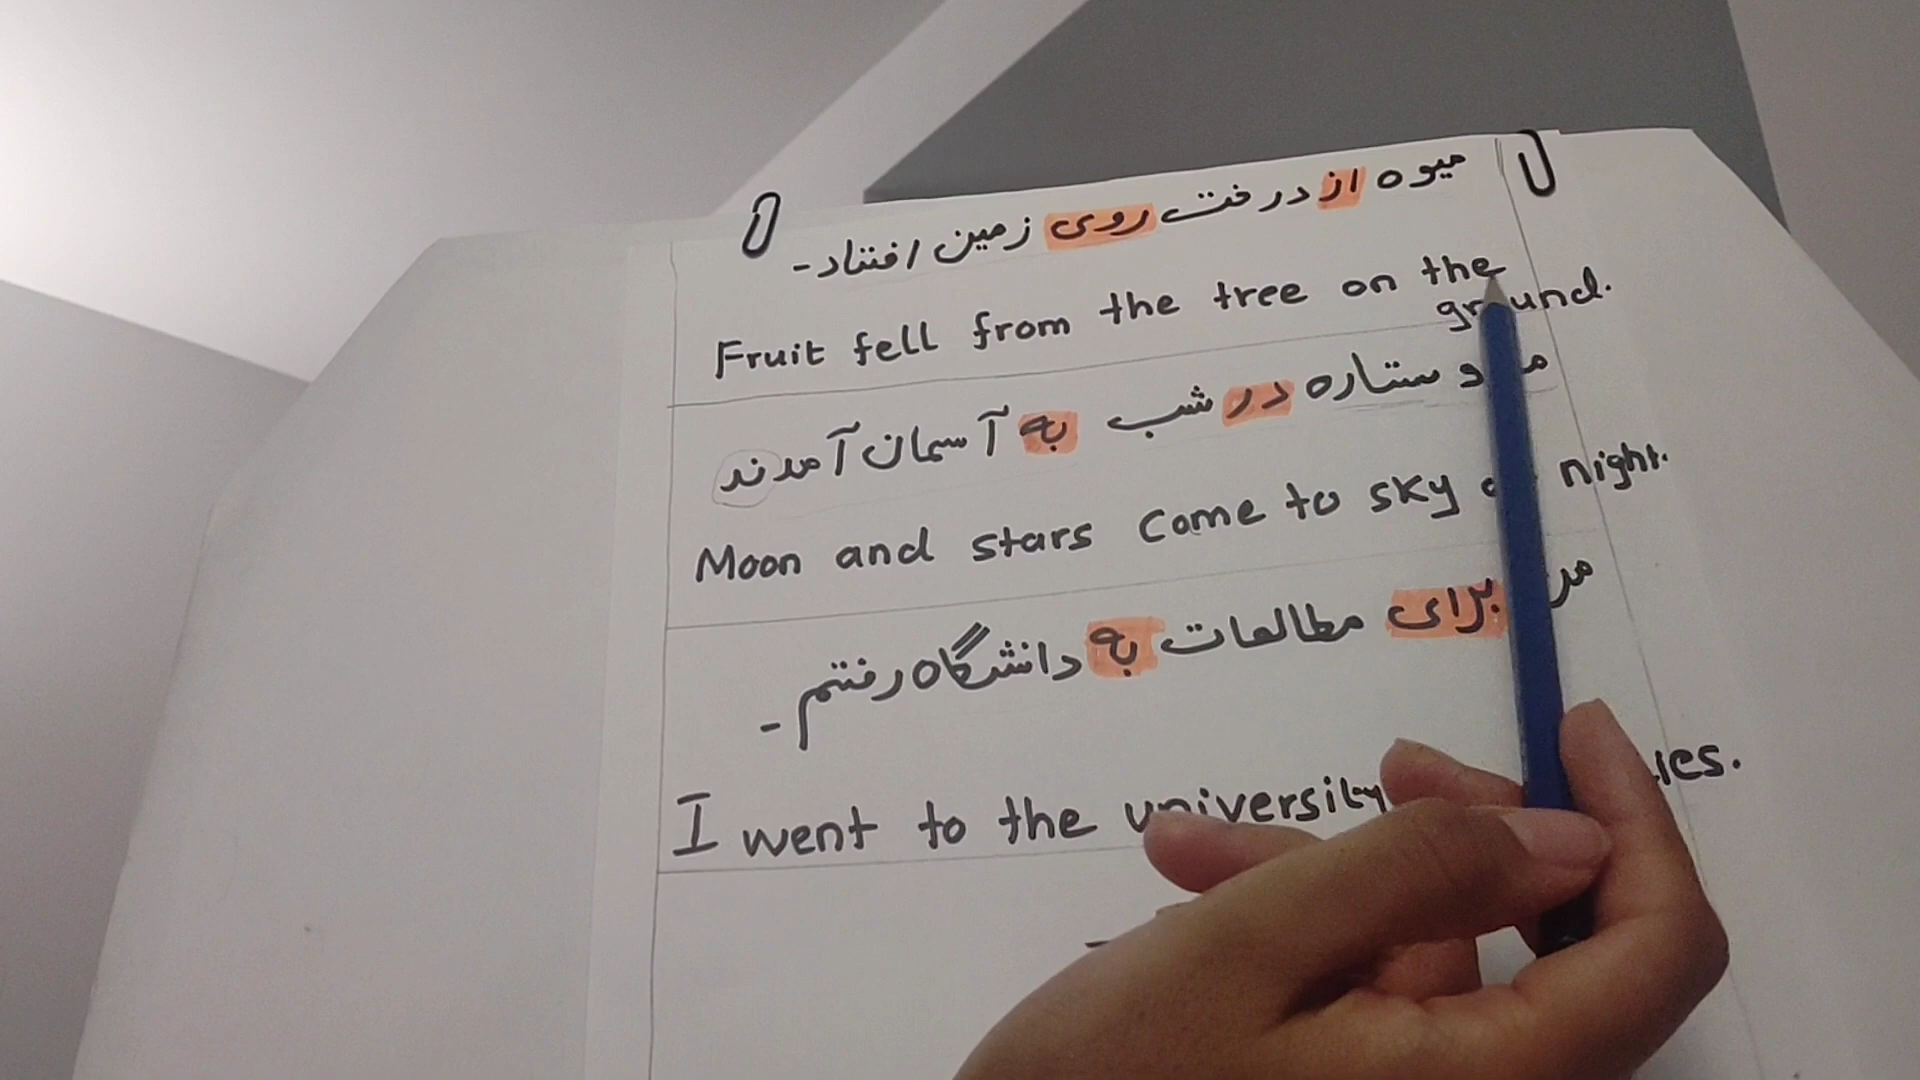 میوه از درخت روی زمین افتاد-
Fruit fell from the tree on the
ground.
و ستاره در شب به آسمان آمدند
Moon and stars come to sky night.
برای مطالعات به دانشگاه رفتم -
I went to the university